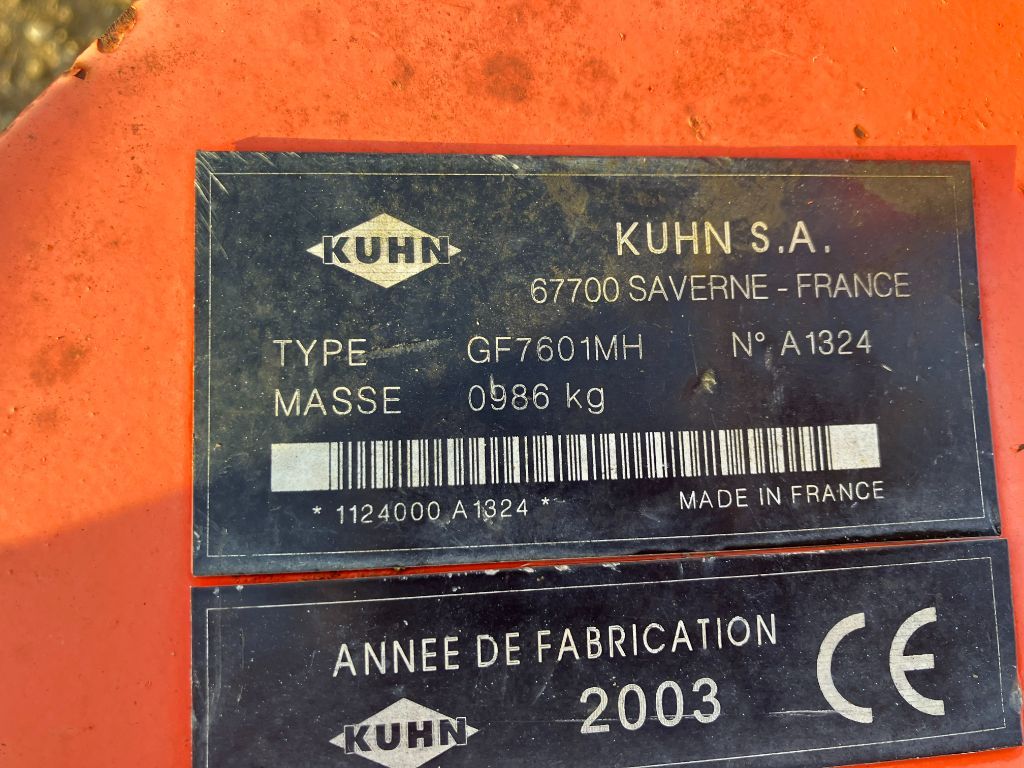 KUHN
KUHN S.A.
67700 SAVERNE - FRANCE
TYPE GF7601MH N° A1324
MASSE 0986 kg
* 1124000 A1324 *
MADE IN FRANCE
ANNEE DE FABRICATION
2003
CE
KUHN